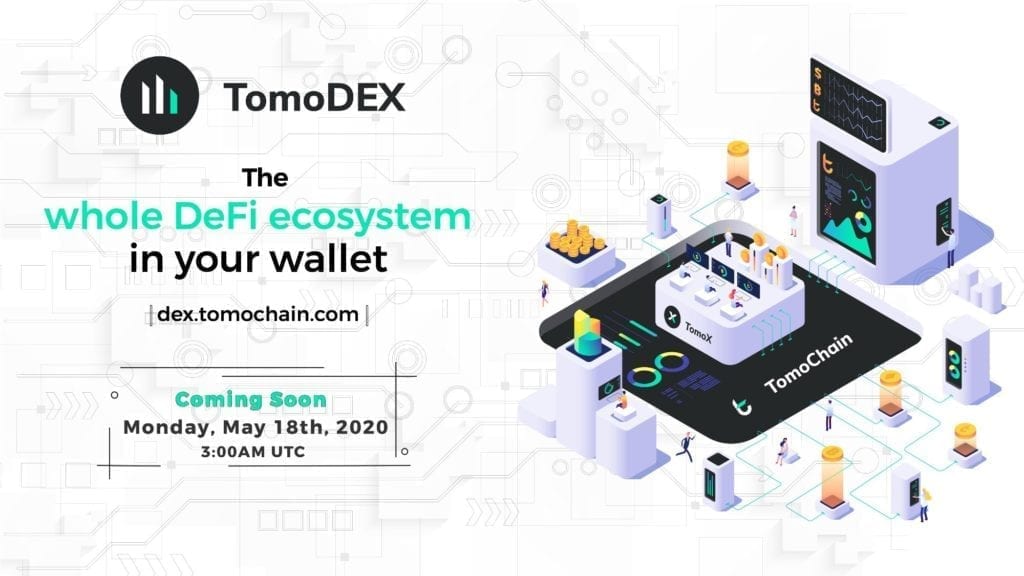 TomoDEX
The
whole DeFi ecosystem
in your wallet
dex.tomochain.com
Coming Soon
Monday, May 18th, 2020
3:00AM UTC
TomoX
TomoChain